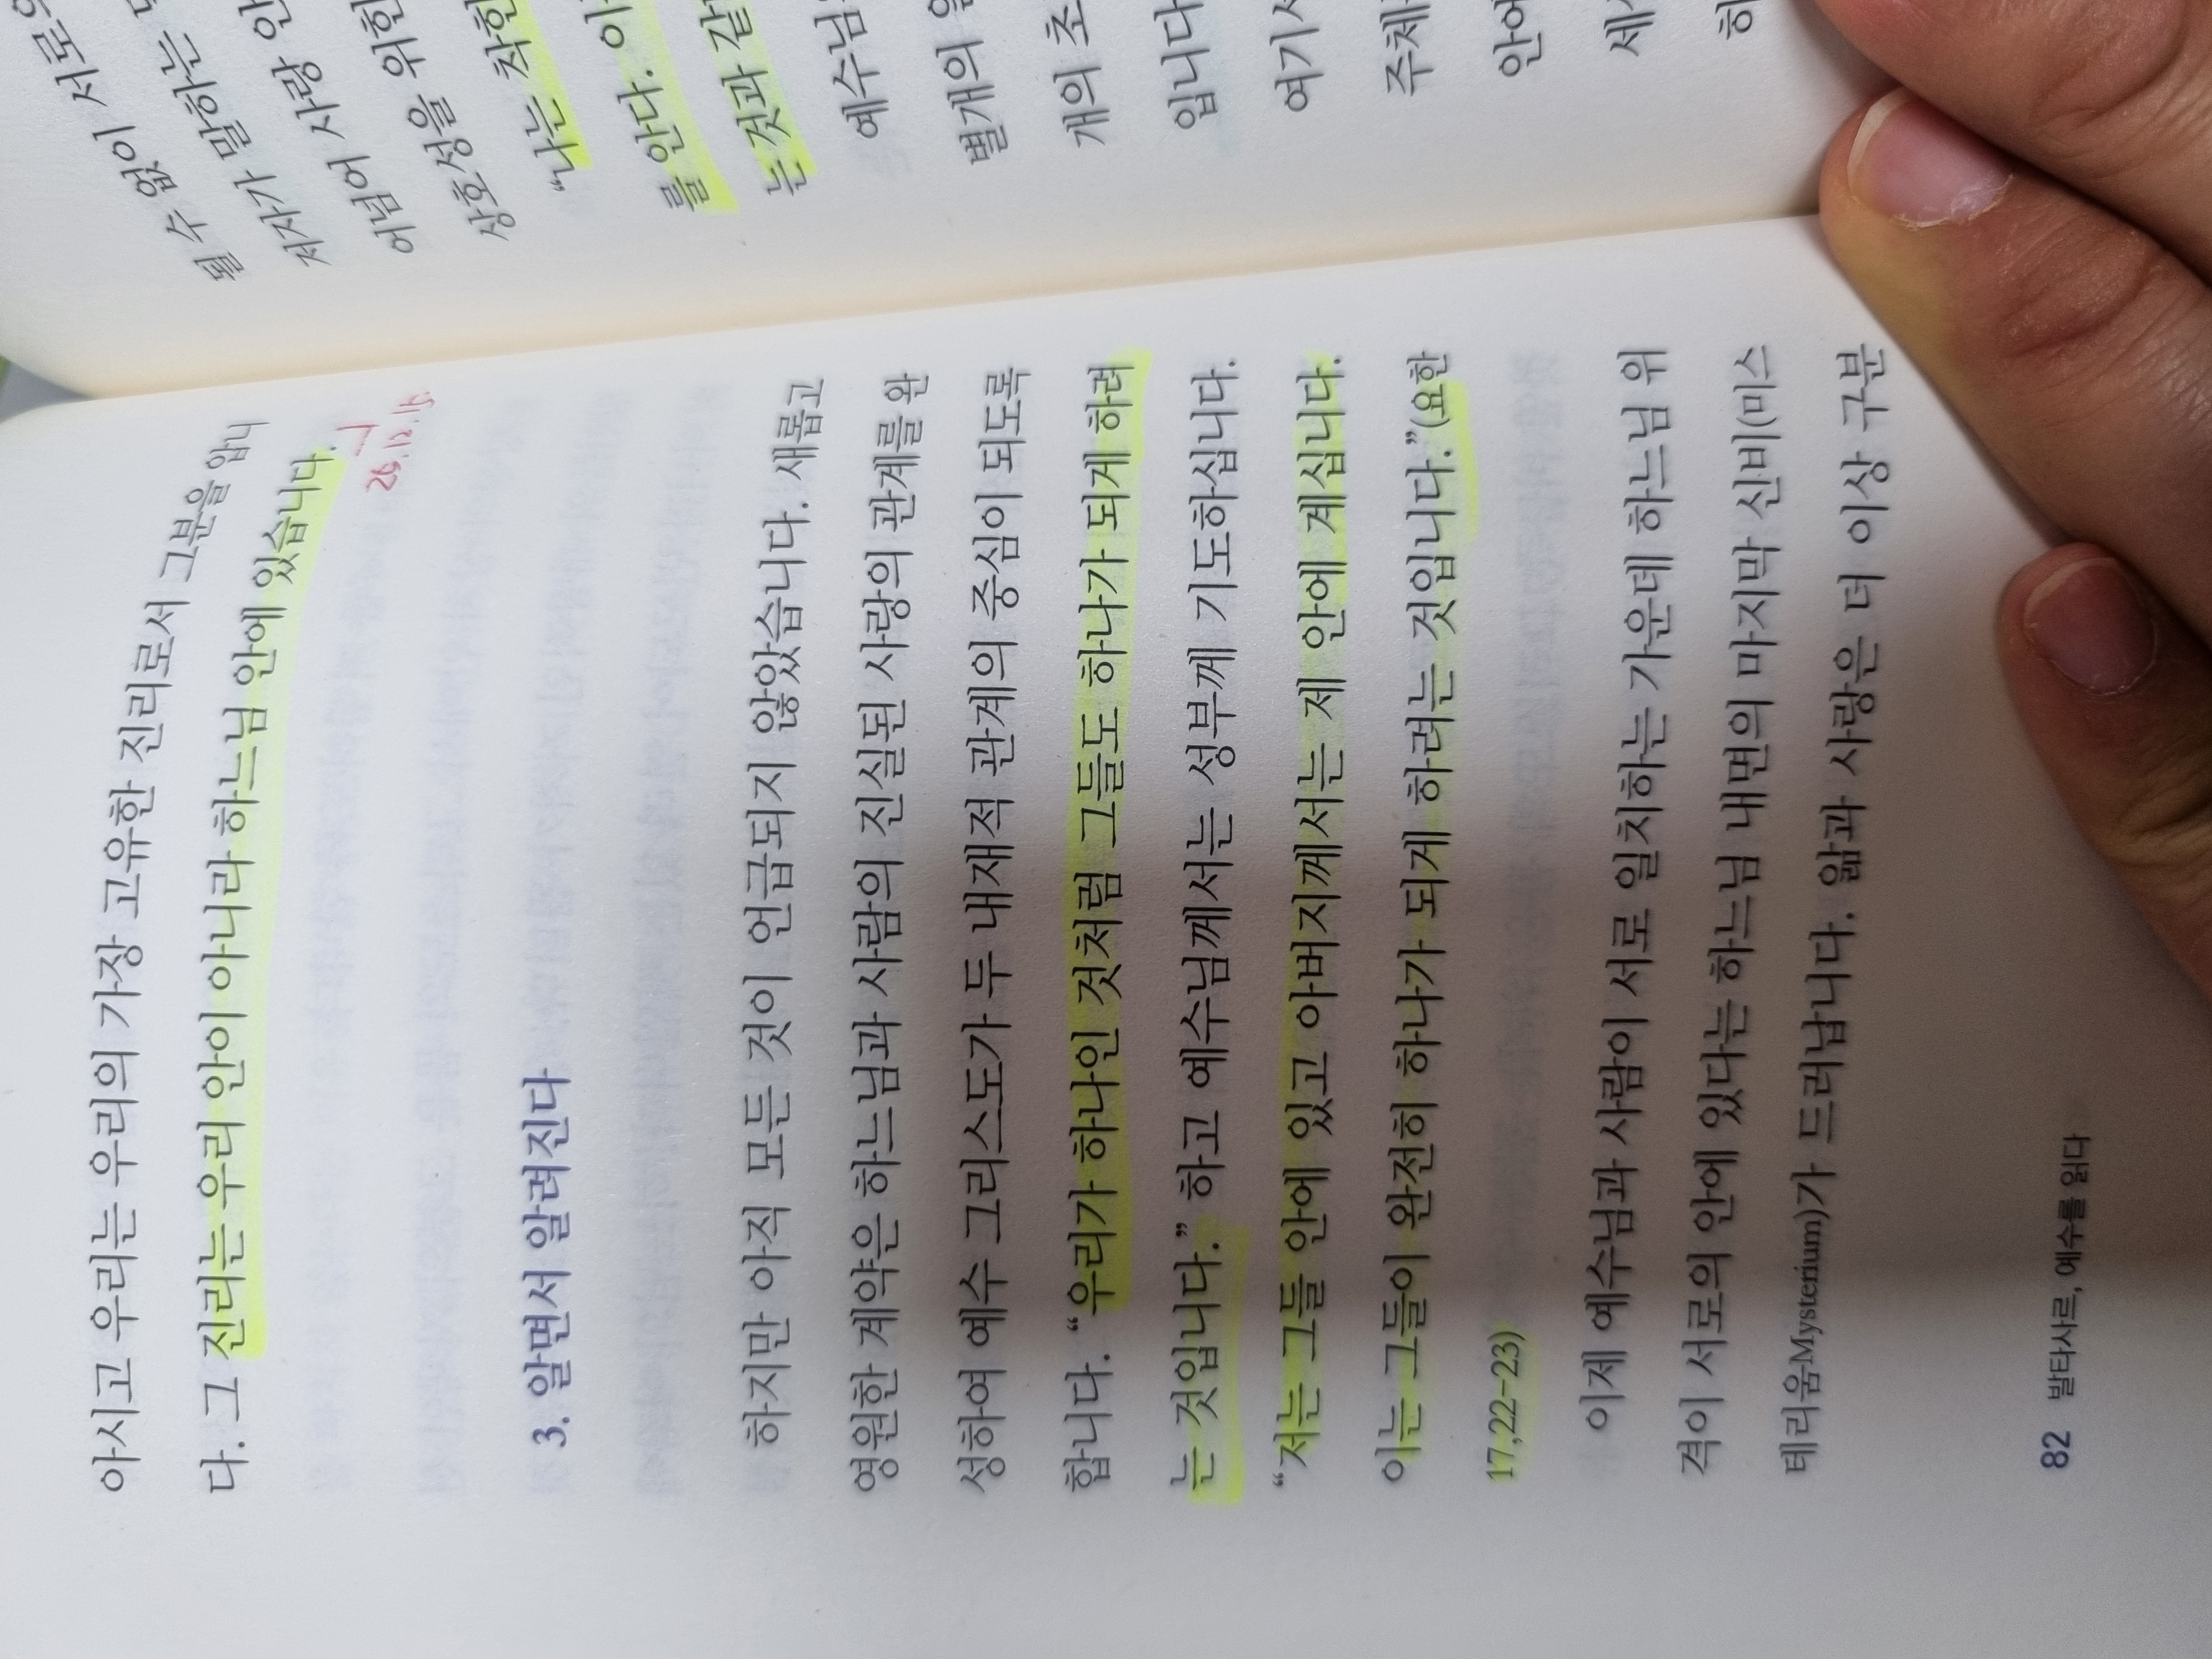 아시고 우리는 우리의 가장 고유한 진리로서 그분을 압니
다. 그 진리는 우리 안이 아니라 하느님 안에 있습니다.
3. 알면서 알려진다
하지만 아직 모든 것이 언급되지 않았습니다. 새롭고
영원한 계약은 하느님과 사람의 진실된 사랑의 관계를 완
성하여 예수 그리스도가 두 내재적 관계의 중심이 되도록
합니다. “우리가 하나인 것처럼 그들도 하나가 되게 하려
는 것입니다.” 하고 예수님께서는 성부께 기도하십니다.
“저는 그들 안에 있고 아버지께서는 제 안에 계십니다.
이는 그들이 완전히 하나가 되게 하려는 것입니다.”(요한
17,22-23)
이제 예수님과 사람이 서로 일치하는 가운데 하느님 위
격이 서로의 안에 있다는 하느님 내면의 마지막 신비(미스
테리움·Mysterium)가 드러납니다. 앎과 사랑은 더 이상 구분
82 발타사르, 예수를 읽다
될 수 없이 서로의
저자가 말하는
어넘어 사랑 안
상호성을 위한
“나는 착한
를 안다. 이
는 것과 같
예수님
별개의
개의 초
입니다
여기서
주체
안에
세
하